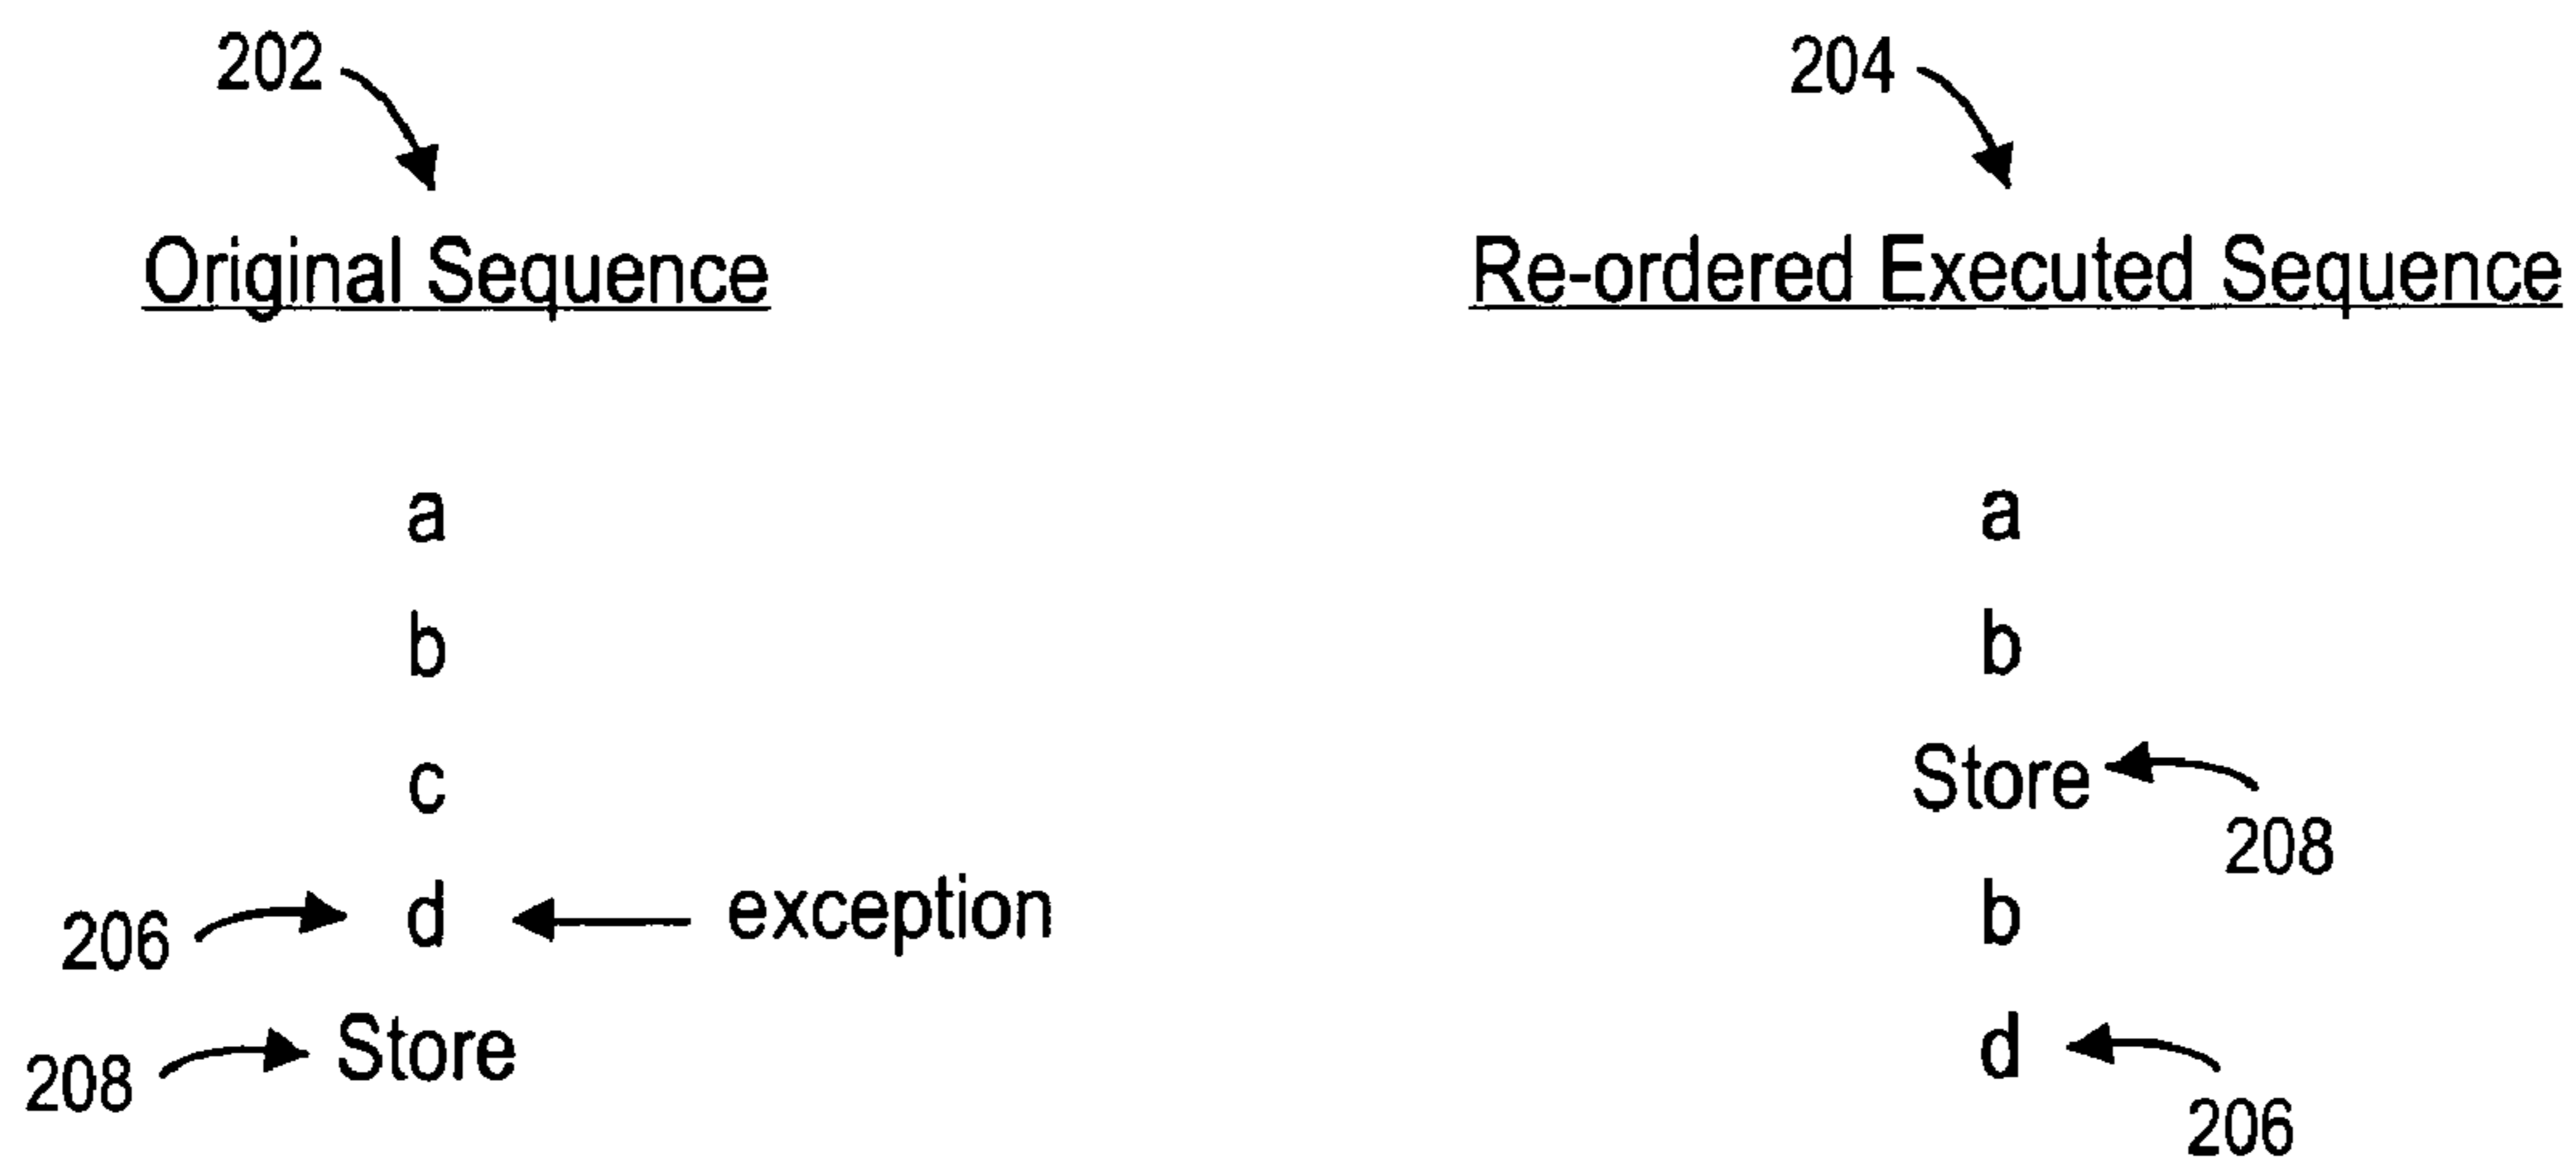 202
204
Original Sequence
Re-ordered Executed Sequence
a
a
b
b
c
Store
208
206
d
exception
b
208
Store
d
206